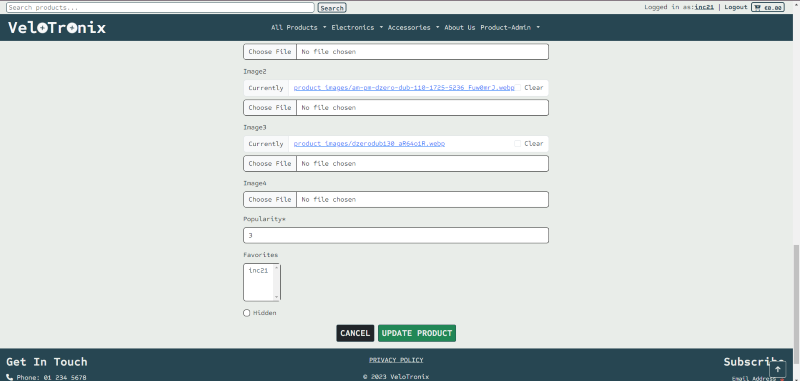 Search products...
Search
Logged in as:inc21 | Logout
€0.00
VeloTronix
All Products
Electronics
Accessories
About Us
Product-Admin
Choose File No file chosen
Image2
Currently product_images/am-pm-dzero-dub-110-1725-5236_Fuw0mrJ.webp Clear
Choose File No file chosen
Image3
Currently product_images/dzerodub130_aR64oiR.webp Clear
Choose File No file chosen
Image4
Choose File No file chosen
Popularity*
3
Favorites
inc21
Hidden
CANCEL
UPDATE PRODUCT
Get In Touch
Phone: 01 234 5678
PRIVACY POLICY
© 2023 VeloTronix
Subscribe
Email Address